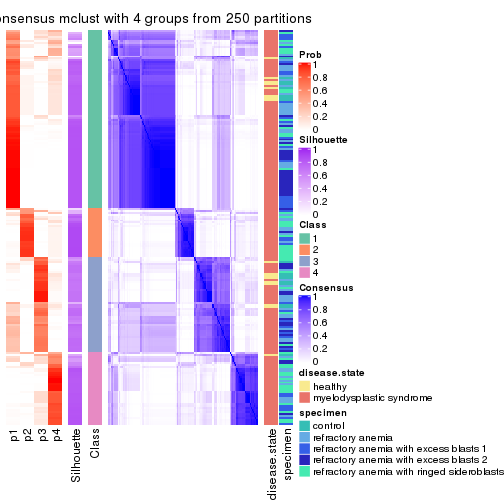 onsensus mclust with 4 groups from 250 partitions
Prob
1
0.8
0.6
0.4
0.2
0
Silhouette
1
0.8
0.6
0.4
0.2
0
Class
1
2
3
4
Consensus
1
0.8
0.6
0.4
0.2
0
disease.state
healthy
myelodysplastic syndrome
specimen
control
refractory anemia
refractory anemia with excess blasts 1
refractory anemia with excess blasts 2
refractory anemia with ringed sideroblasts
p1
p2
p3
p4
Silhouette
Class
disease.state
specimen